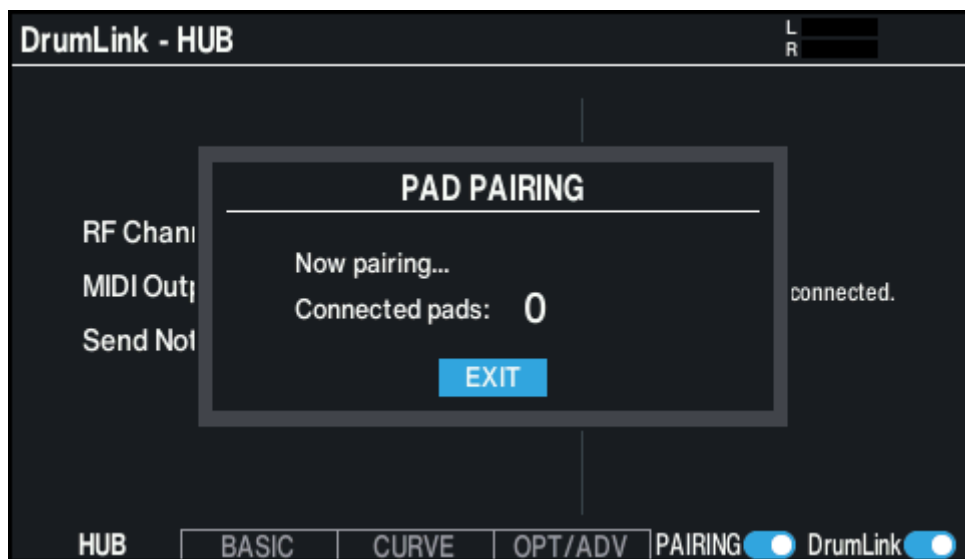 DrumLink - HUB
L
R
PAD PAIRING
RF Chan
Now pairing...
MIDI Out
connected.
Connected pads: 0
Send Not
EXIT
HUB BASIC CURVE OPT/ADV PAIRING DrumLink